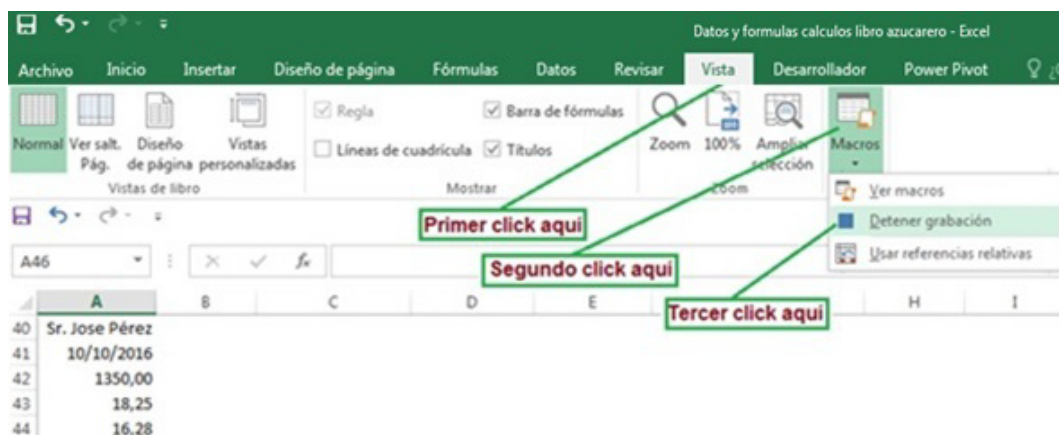 Datos y formulas calculos libro azucarero - Excel
Archivo Inicio Insertar Diseño de página Fórmulas Datos Revisar Vista Desarrollador Power Pivot
Regla Barra de fórmulas
Normal Ver salt. Diseño Vistas Líneas de cuadrícula Títulos Zoom 100% Ampliar Macros
Pág. de página personalizadas selección
Vistas de libro Mostrar Zoom
Ver macros
Primer click aqui Detener grabación
A46 fx Segundo click aqui Usar referencias relativas
A B C D E Tercer click aqui H I
40 Sr. Jose Pérez
41 10/10/2016
42 1350,00
43 18,25
44 16,28